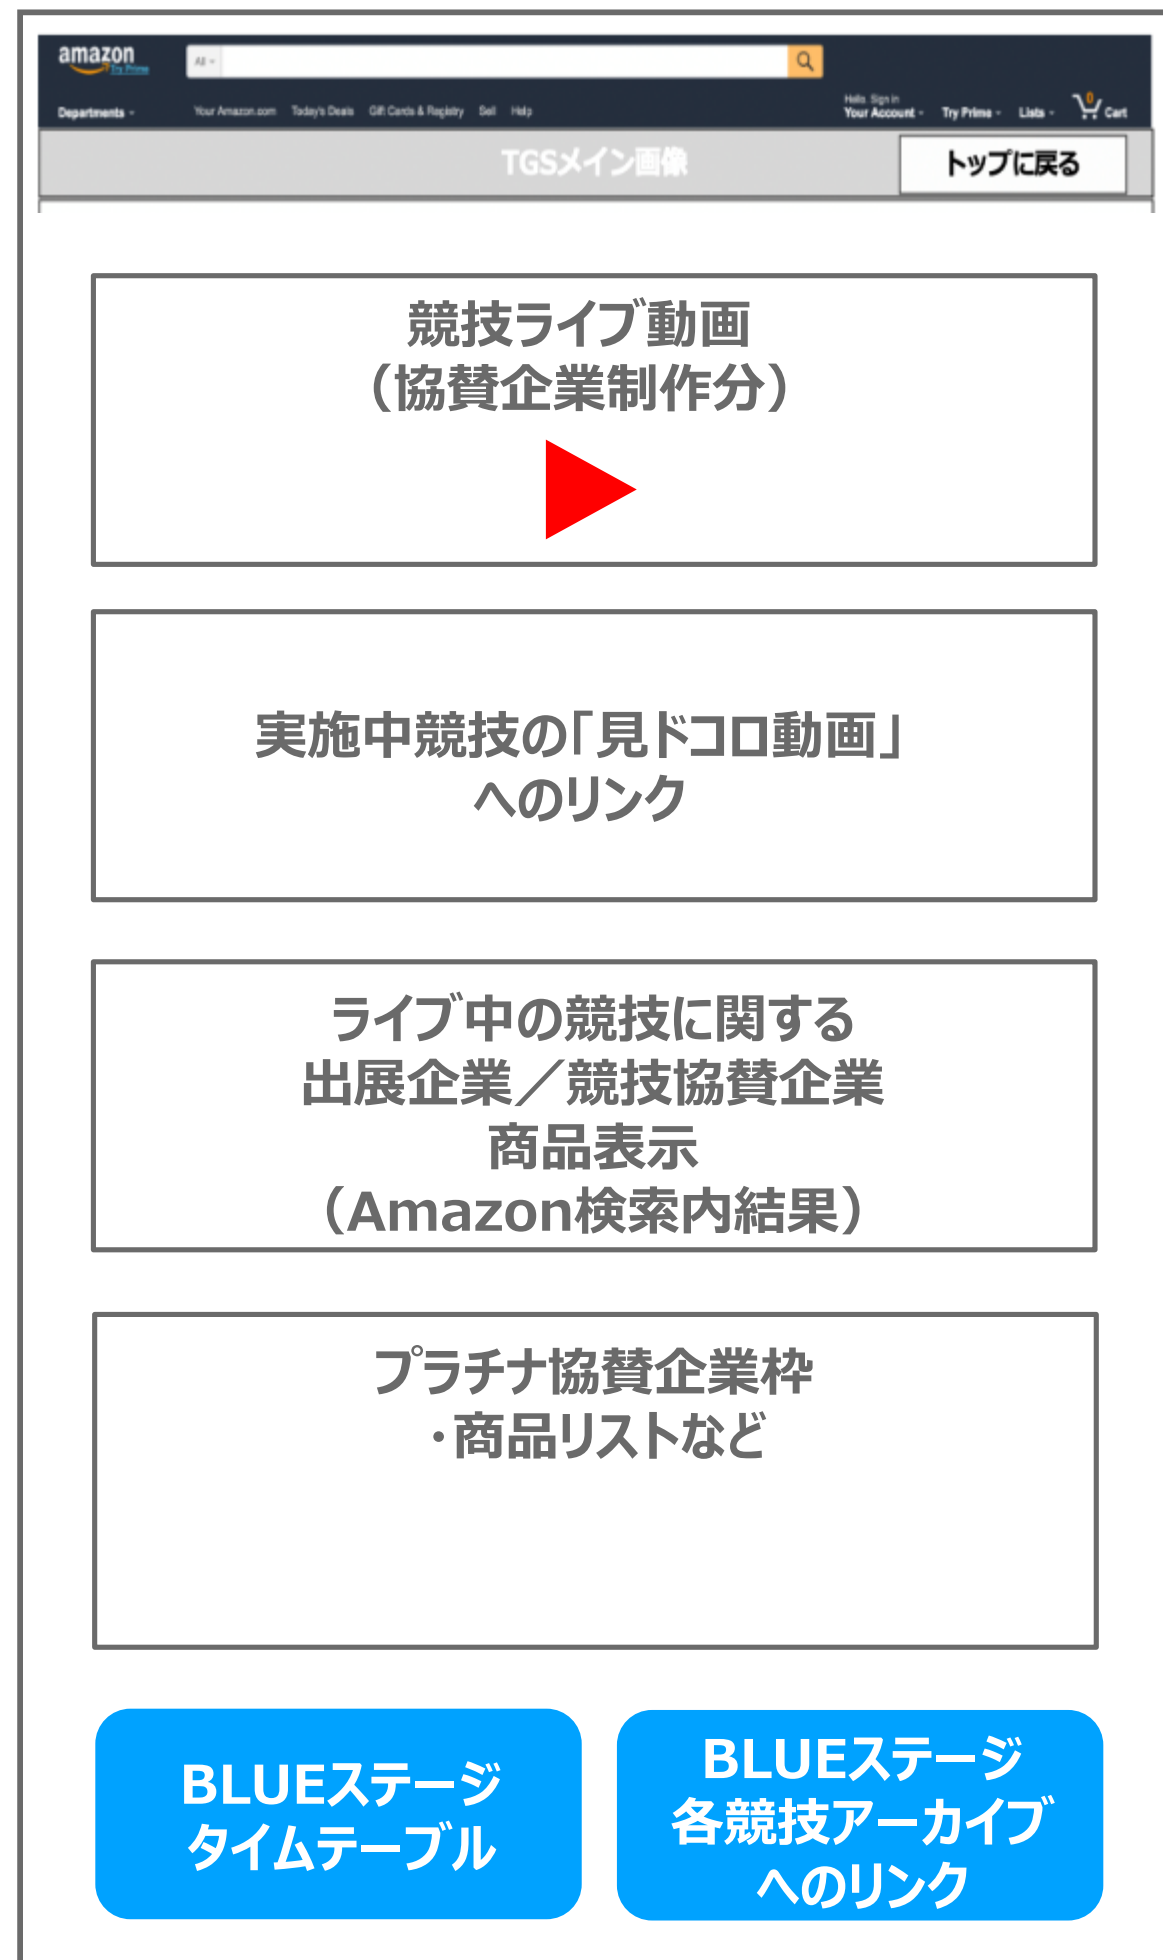 amazon
Try Prime
All
Departments
Your Amazon.com Today's Deals Gift Cards & Registry Sell Help
Hello. Sign in
Your Account Try Prime Lists 0 Cart
TGSメイン画像
トップに戻る
競技ライブ動画
（協賛企業制作分）
実施中競技の「見ドコロ動画」
へのリンク
ライブ中の競技に関する
出展企業／競技協賛企業
商品表示
（Amazon検索内結果）
プラチナ協賛企業枠
・商品リストなど
BLUEステージ
タイムテーブル
BLUEステージ
各競技アーカイブ
へのリンク